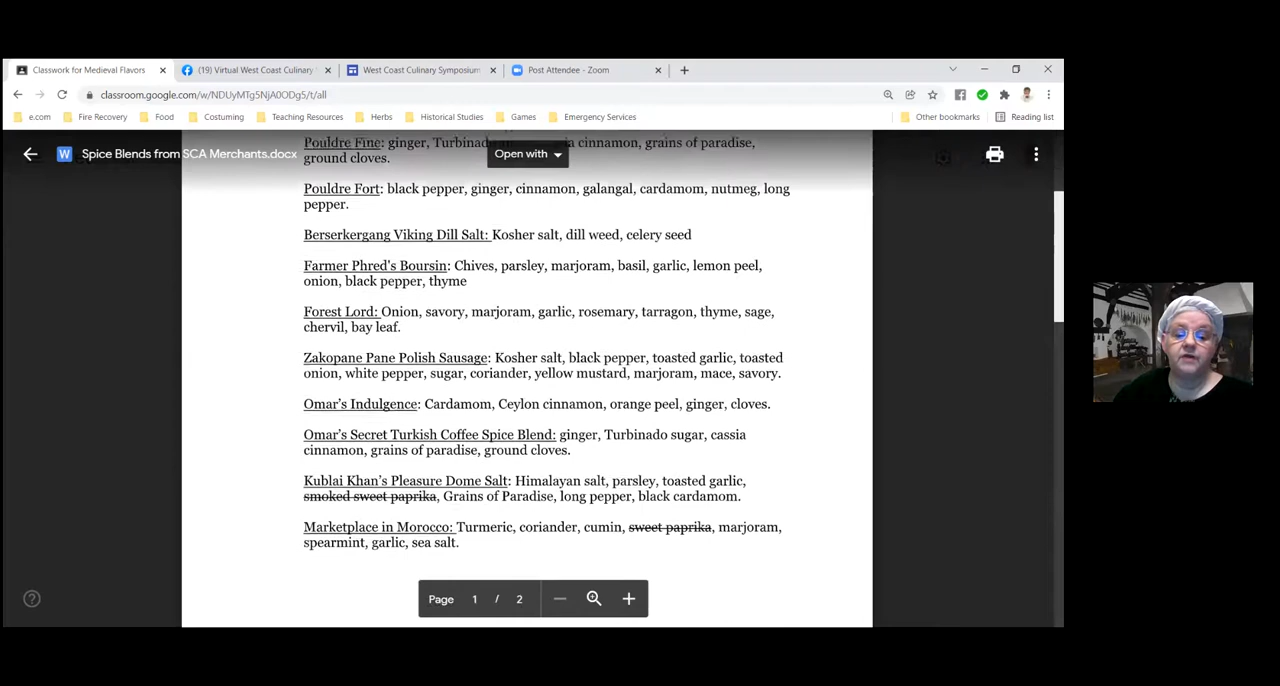 Classwork for Medieval Flavors
(19) Virtual West Coast Culinary
West Coast Culinary Symposium
Post Attendee - Zoom
classroom.google.com/w/NDUyMTg5NjA0ODg5/t/all
e.com Fire Recovery Food Costuming Teaching Resources Herbs Historical Studies Games Emergency Services Other bookmarks Reading list
W Spice Blends from SCA Merchants.docx Open with
Pouldre Fine: ginger, Turbinado cinnamon, grains of paradise,
ground cloves.
Pouldre Fort: black pepper, ginger, cinnamon, galangal, cardamom, nutmeg, long
pepper.
Berserkergang Viking Dill Salt: Kosher salt, dill weed, celery seed
Farmer Phred's Boursin: Chives, parsley, marjoram, basil, garlic, lemon peel,
onion, black pepper, thyme
Forest Lord: Onion, savory, marjoram, garlic, rosemary, tarragon, thyme, sage,
chervil, bay leaf.
Zakopane Pane Polish Sausage: Kosher salt, black pepper, toasted garlic, toasted
onion, white pepper, sugar, coriander, yellow mustard, marjoram, mace, savory.
Omar's Indulgence: Cardamom, Ceylon cinnamon, orange peel, ginger, cloves.
Omar's Secret Turkish Coffee Spice Blend: ginger, Turbinado sugar, cassia
cinnamon, grains of paradise, ground cloves.
Kublai Khan's Pleasure Dome Salt: Himalayan salt, parsley, toasted garlic,
smoked sweet paprika, Grains of Paradise, long pepper, black cardamom.
Marketplace in Morocco: Turmeric, coriander, cumin, sweet paprika, marjoram,
spearmint, garlic, sea salt.
Page 1 / 2